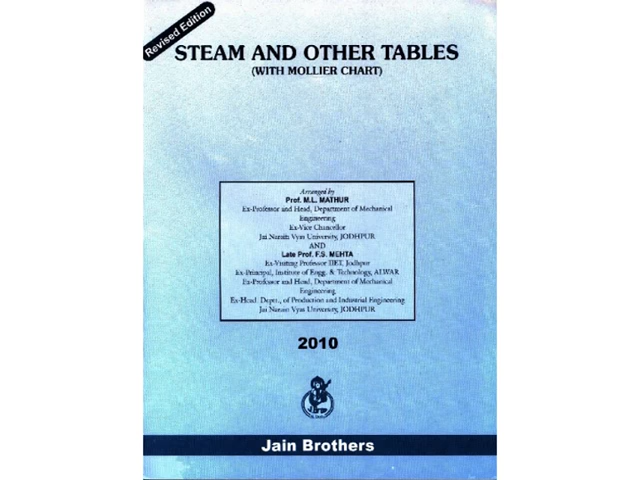 Revised Edition
STEAM AND OTHER TABLES
(WITH MOLLIER CHART)
Arranged by
Prof. M.L. MATHUR
Ex-Professor and Head, Department of Mechanical
Engineering
Ex-Vice Chancellor
Jai Narain Vyas University, JODHPUR
AND
Late Prof. F.S. MEHTA
Ex-Visiting Professor IIET, Jodhpur
Ex-Principal, Institute of Engg. & Technology, ALWAR
Ex-Professor and Head, Department of Mechanical
Engineering
Ex-Head. Deptt., of Production and Industrial Engineering
Jai Narain Vyas University, JODHPUR
2010
Jain Brothers